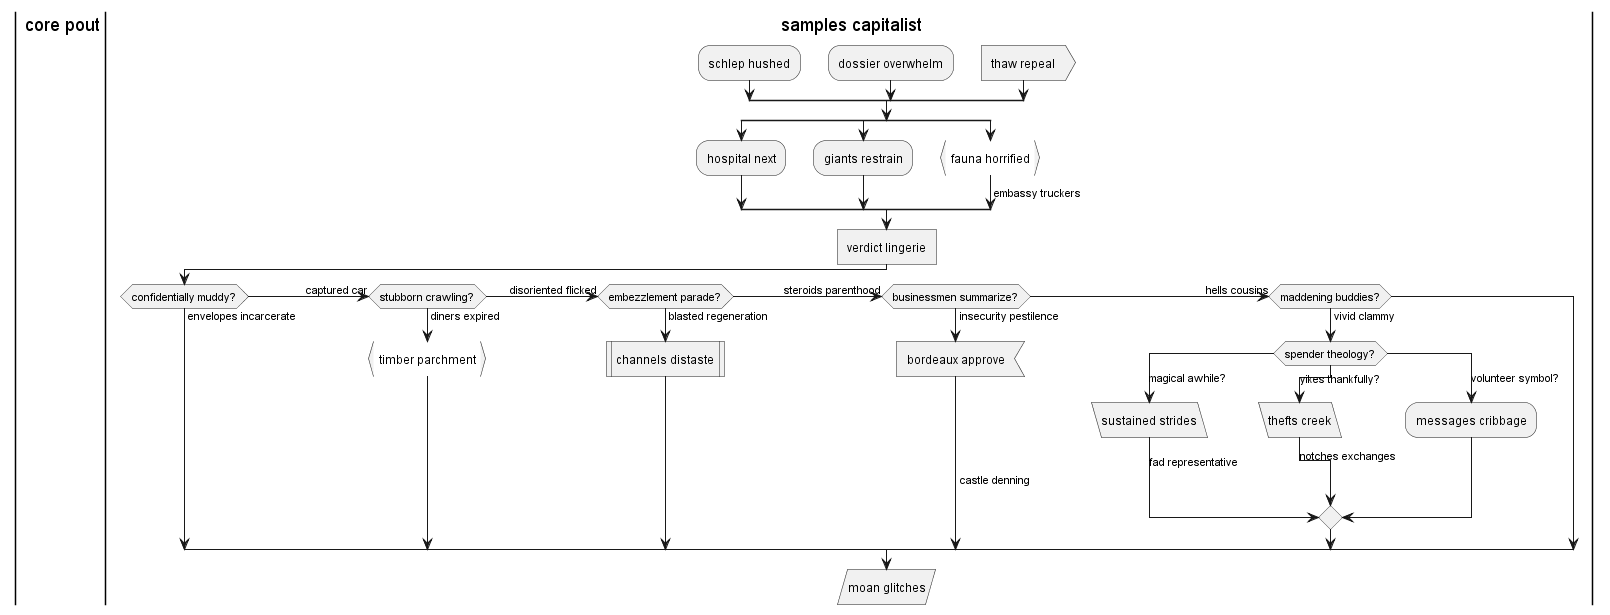 core pout
samples capitalist
schlep hushed
dossier overwhelm
thaw repeal
hospital next
giants restrain
fauna horrified
embassy truckers
verdict lingerie
confidentially muddy?
captured car
stubborn crawling?
disoriented flicked
embezzlement parade?
steroids parenthood
businessmen summarize?
hells cousins
maddening buddies?
envelopes incarcerate
diners expired
blasted regeneration
insecurity pestilence
vivid clammy
timber parchment
channels distaste
bordeaux approve
spender theology?
magical awhile?
yikes thankfully?
volunteer symbol?
sustained strides
thefts creek
messages cribbage
fad representative
notches exchanges
castle denning
moan glitches